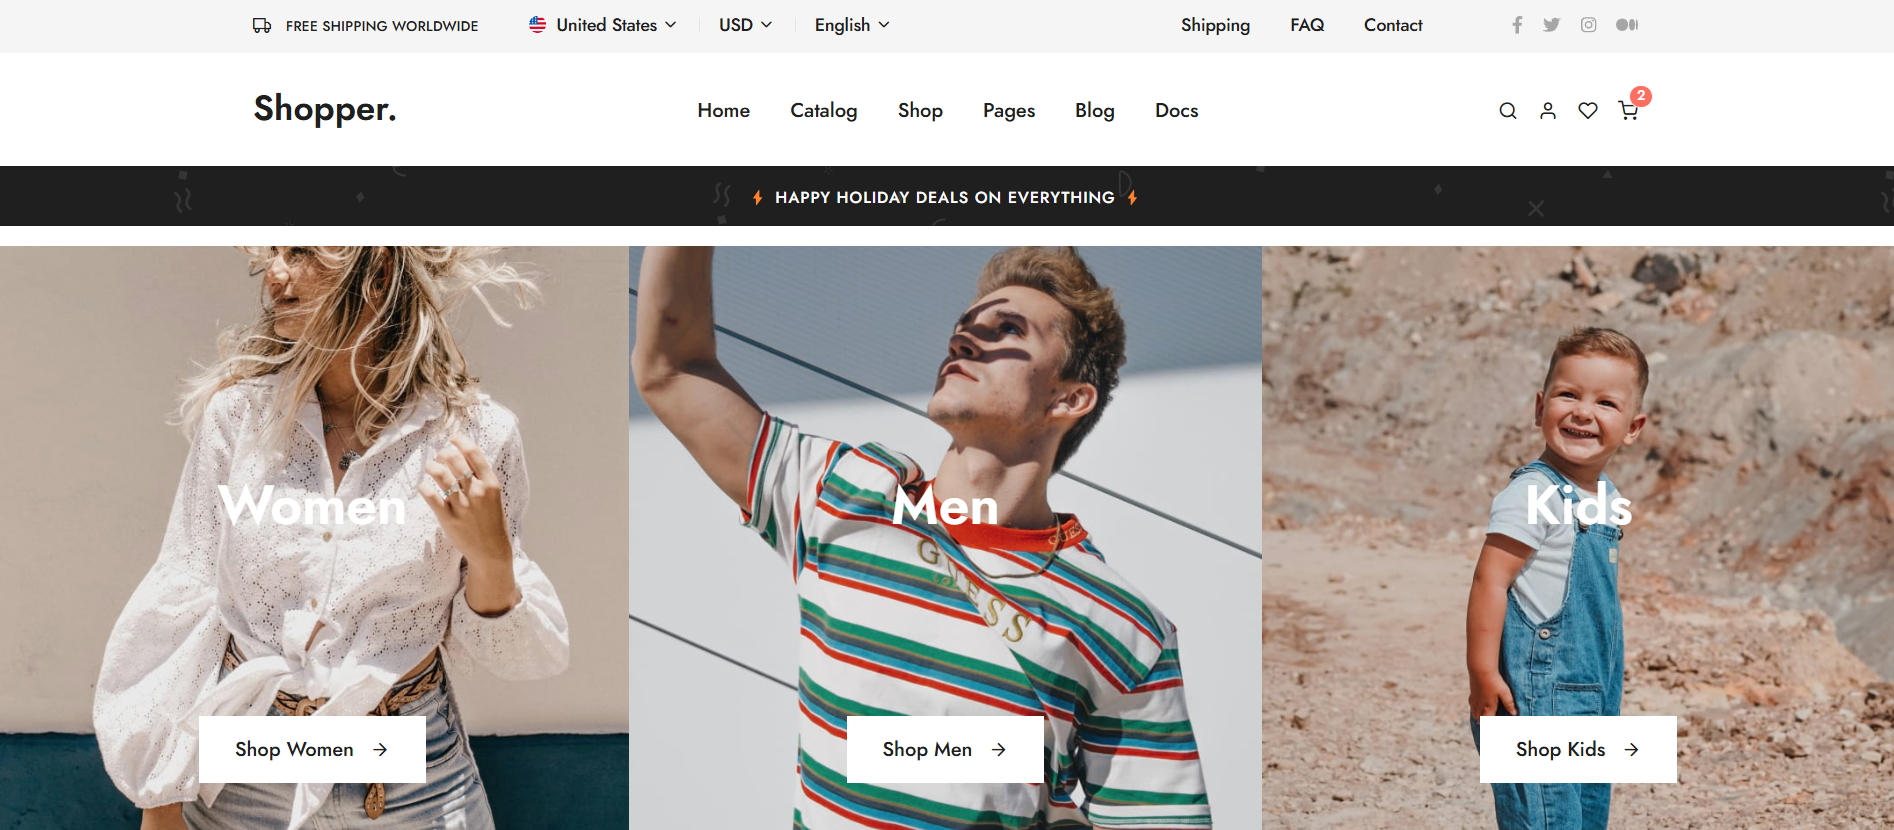 FREE SHIPPING WORLDWIDE
United States
USD
English
Shipping
FAQ
Contact
Shopper.
Home
Catalog
Shop
Pages
Blog
Docs
2
HAPPY HOLIDAY DEALS ON EVERYTHING
Women
Men
Kids
GUESS
GUESS
Shop Women
Shop Men
Shop Kids